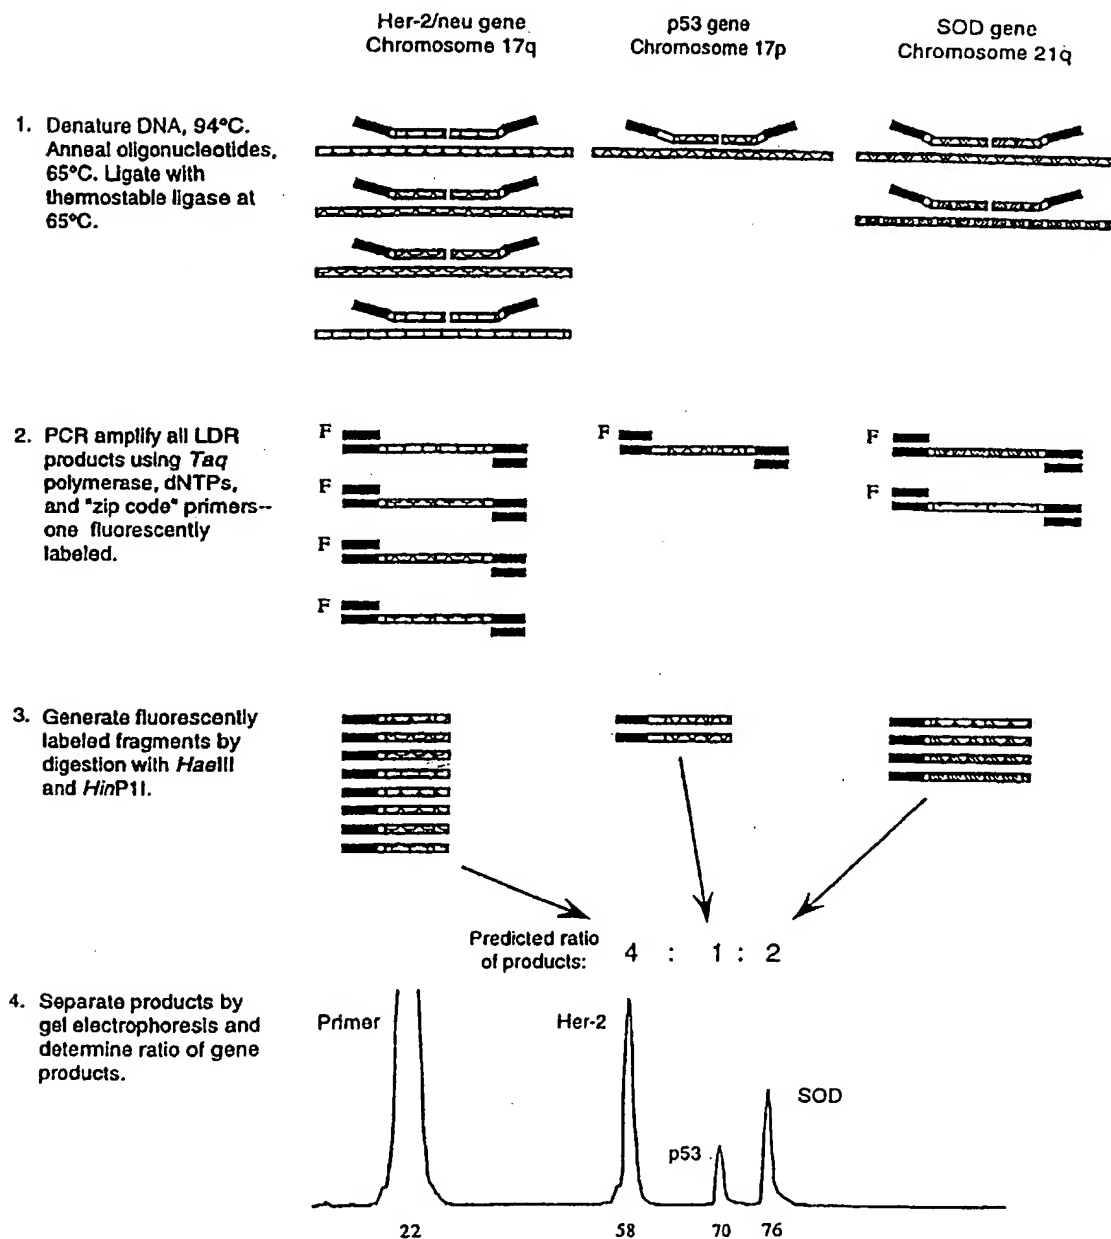 Her-2/neu gene
Chromosome 17q
p53 gene
Chromosome 17p
SOD gene
Chromosome 21q
1. Denature DNA, 94°C.
Anneal oligonucleotides,
65°C. Ligate with
thermostable ligase at
65°C.
2. PCR amplify all LDR
products using Taq
polymerase, dNTPs,
and "zip code" primers--
one fluorescently
labeled.
F
F
F
F
F
F
F
3. Generate fluorescently
labeled fragments by
digestion with HaeIII
and HinP1I.
Predicted ratio
of products:
4 : 1 : 2
4. Separate products by
gel electrophoresis and
determine ratio of gene
products.
Primer
Her-2
p53
SOD
22
58
70
76